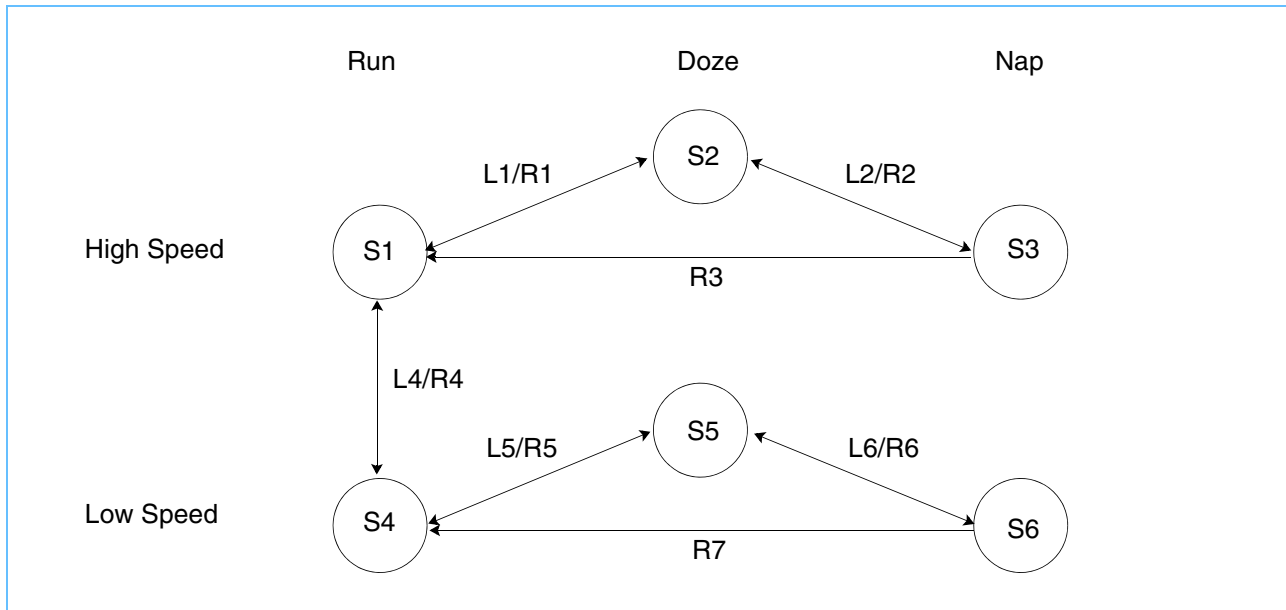 Run Doze Nap
S2
L1/R1 L2/R2
High Speed S1 S3
R3
L4/R4
S5
L5/R5 L6/R6
Low Speed S4 S6
R7